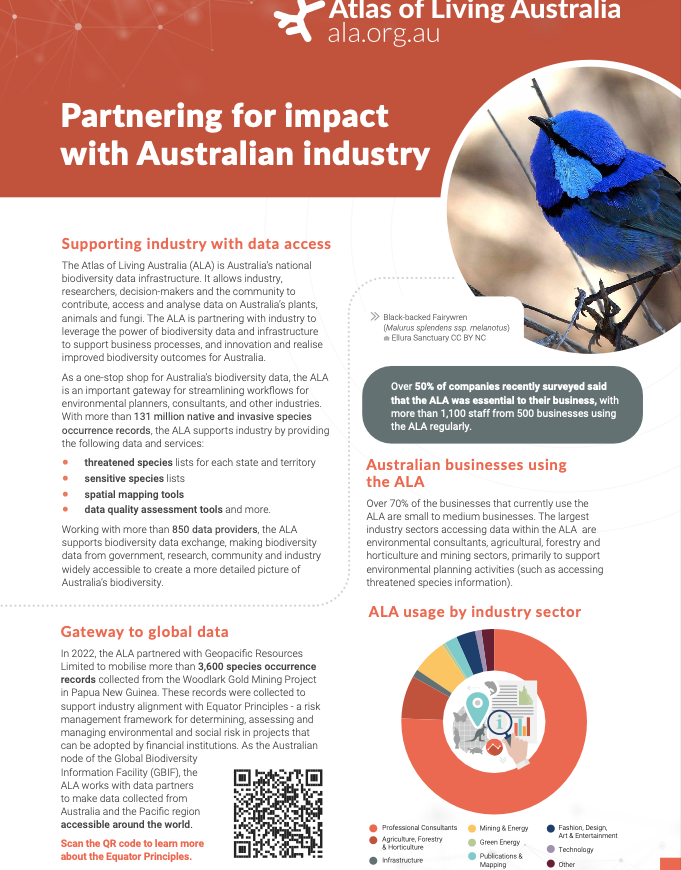 Atlas of Living Australia
ala.org.au
Partnering for impact
with Australian industry
Supporting industry with data access
The Atlas of Living Australia (ALA) is Australia's national
biodiversity data infrastructure. It allows industry,
researchers, decision-makers and the community to
contribute, access and analyse data on Australia's plants,
animals and fungi. The ALA is partnering with industry to
leverage the power of biodiversity data and infrastructure
to support business processes, and innovation and realise
improved biodiversity outcomes for Australia.
As a one-stop shop for Australia's biodiversity data, the ALA
is an important gateway for streamlining workflows for
environmental planners, consultants, and other industries.
With more than 131 million native and invasive species
occurrence records, the ALA supports industry by providing
the following data and services:
• threatened species lists for each state and territory
• sensitive species lists
• spatial mapping tools
• data quality assessment tools and more.
Working with more than 850 data providers, the ALA
supports biodiversity data exchange, making biodiversity
data from government, research, community and industry
widely accessible to create a more detailed picture of
Australia's biodiversity.
Gateway to global data
In 2022, the ALA partnered with Geopacific Resources
Limited to mobilise more than 3,600 species occurrence
records collected from the Woodlark Gold Mining Project
in Papua New Guinea. These records were collected to
support industry alignment with Equator Principles - a risk
management framework for determining, assessing and
managing environmental and social risk in projects that
can be adopted by financial institutions. As the Australian
node of the Global Biodiversity
Information Facility (GBIF), the
ALA works with data partners
to make data collected from
Australia and the Pacific region
accessible around the world.
Scan the QR code to learn more
about the Equator Principles.
Black-backed Fairywren
(Malurus splendens ssp. melanotus)
Ellura Sanctuary CC BY NC
Over 50% of companies recently surveyed said
that the ALA was essential to their business, with
more than 1,100 staff from 500 businesses using
the ALA regularly.
Australian businesses using
the ALA
Over 70% of the businesses that currently use the
ALA are small to medium businesses. The largest
industry sectors accessing data within the ALA are
environmental consultants, agricultural, forestry and
horticulture and mining sectors, primarily to support
environmental planning activities (such as accessing
threatened species information).
ALA usage by industry sector
Professional Consultants
Agriculture, Forestry
& Horticulture
Infrastructure
Mining & Energy
Green Energy
Publications &
Mapping
Fashion, Design,
Art & Entertainment
Technology
Other